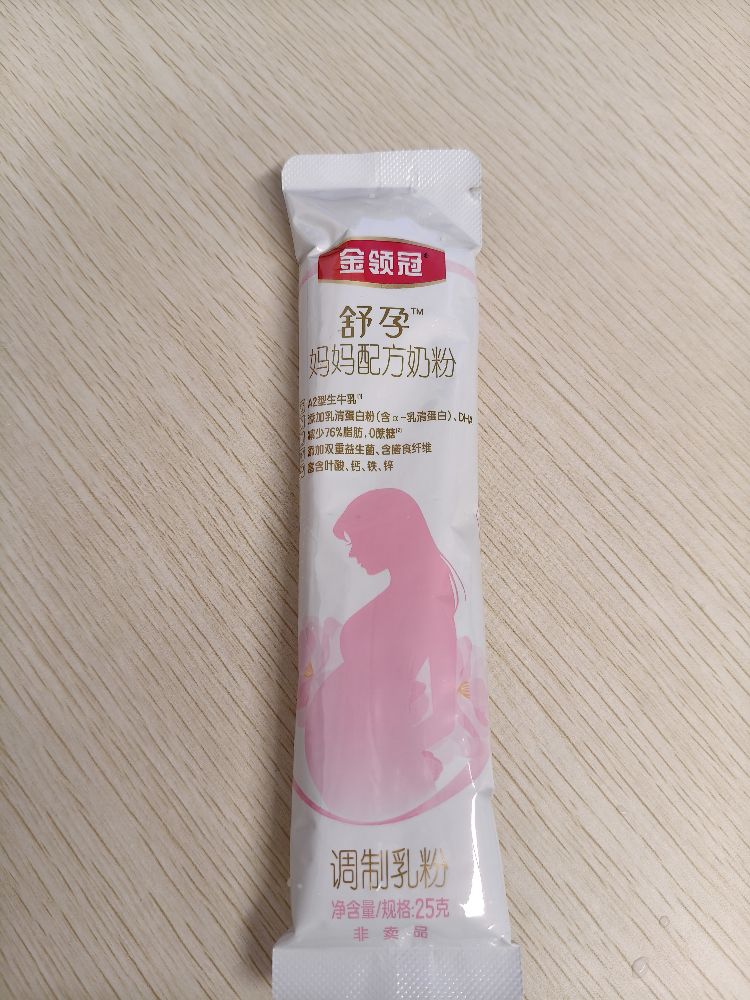 金领冠®
舒孕™
妈妈配方奶粉
A2型生牛乳[1]
添加乳清蛋白粉(含α-乳清蛋白)、DHA
减少76%脂肪,0蔗糖[2]
添加双重益生菌、含膳食纤维
富含叶酸、钙、铁、锌
调制乳粉
净含量/规格:25克
非卖品